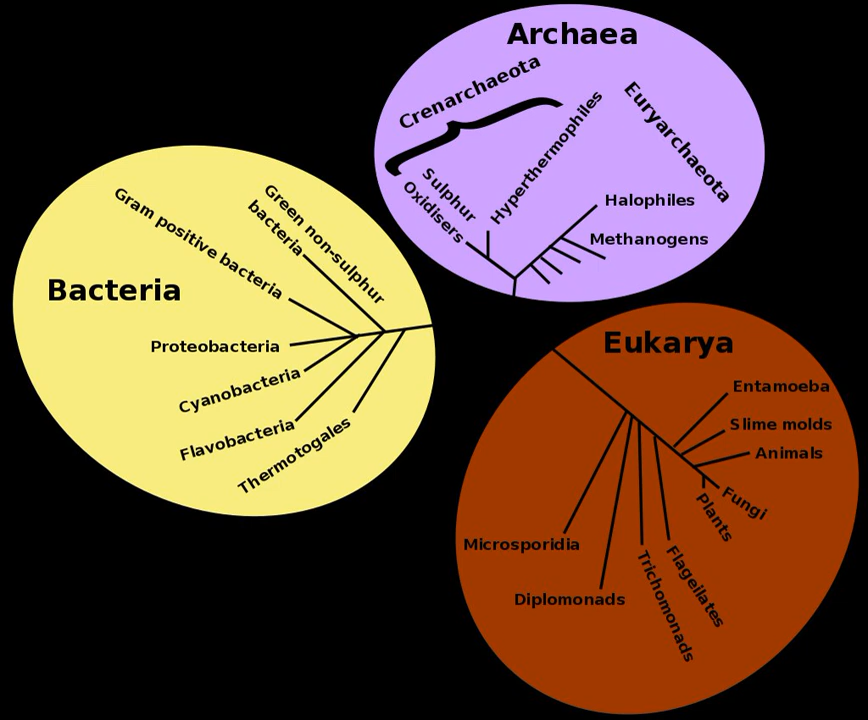 Archaea
Crenarchaeota
Euryarchaeota
Sulphur
Oxidisers
Hyperthermophiles
Halophiles
Methanogens
Bacteria
Green non-sulphur
bacteria
Gram positive bacteria
Proteobacteria
Cyanobacteria
Flavobacteria
Thermotogales
Eukarya
Entamoeba
Slime molds
Animals
Fungi
Plants
Flagellates
Trichomonads
Diplomonads
Microsporidia